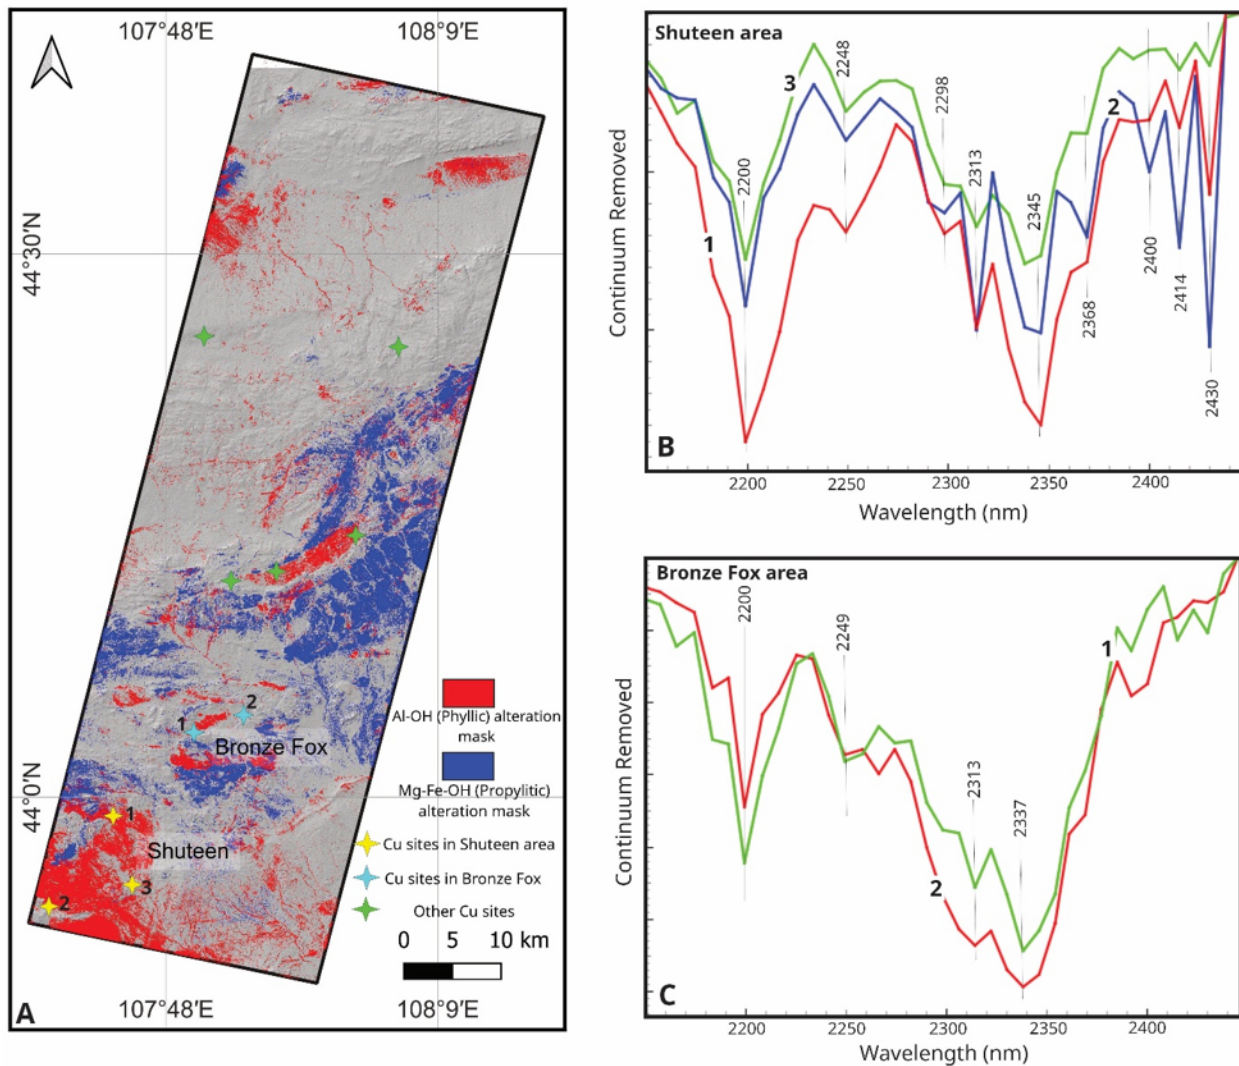 107°48′E
108°9′E
44°30′N
44°0′N
1
2
Bronze Fox
1
Shuteen
3
2
Al-OH (Phyllic) alteration
mask
Mg-Fe-OH (Propylitic)
alteration mask
Cu sites in Shuteen area
Cu sites in Bronze Fox
Other Cu sites
0 5 10 km
A
107°48′E
108°9′E
Shuteen area
Continuum Removed
3
2248
2298
2
2200
2313
2345
1
2400
2368
2414
2430
B
2200 2250 2300 2350 2400
Wavelength (nm)
Bronze Fox area
Continuum Removed
2200
2249
1
2313
2337
2
C
2200 2250 2300 2350 2400
Wavelength (nm)